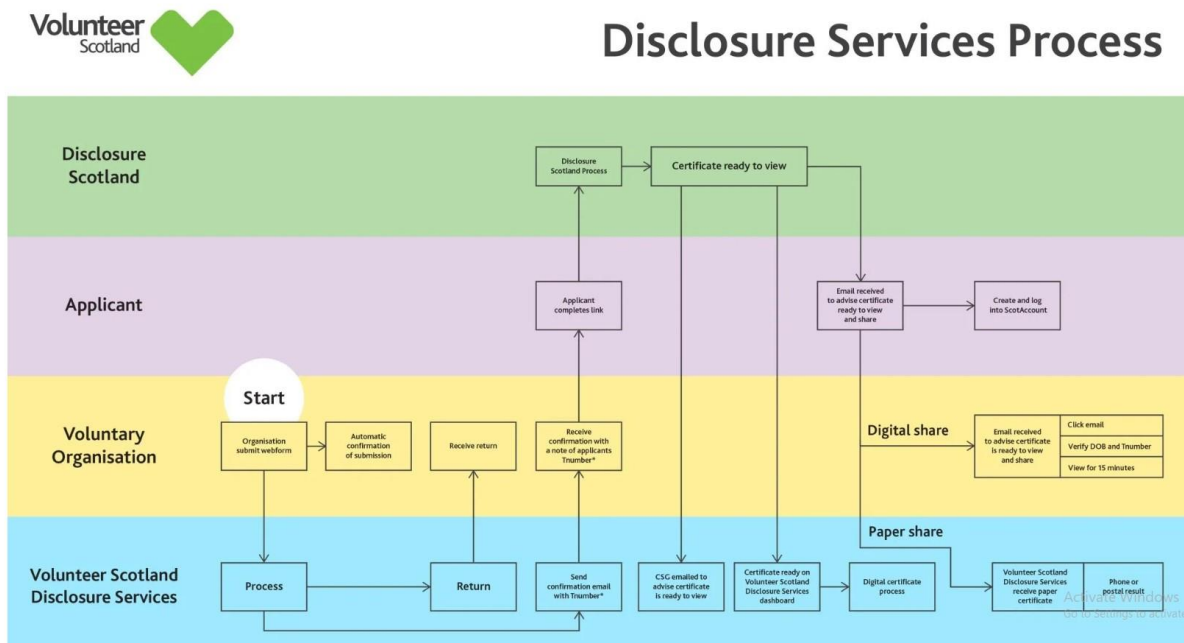 Volunteer
Scotland
Disclosure Services Process
Disclosure
Scotland
Disclosure
Scotland Process
Certificate ready to view
Applicant
Applicant
completes link
Email received
to advise certificate
ready to view
and share
Create and log
into ScotAccount
Start
Voluntary
Organisation
Organisation
submit webform
Automatic
confirmation
of submission
Receive return
Receive
confirmation with
a note of applicants
Tnumber*
Digital share
Email received
to advise certificate
is ready to view
and share
Click email
Verify DOB and Tnumber
View for 15 minutes
Paper share
Volunteer Scotland
Disclosure Services
Process
Return
Send
confirmation email
with Tnumber*
CSG emailed to
advise certificate
is ready to view
Certificate ready on
Volunteer Scotland
Disclosure Services
dashboard
Digital certificate
process
Volunteer Scotland
Disclosure Services
receive paper
certificate
Phone or
postal result
Activate Windows
Go to Settings to activate